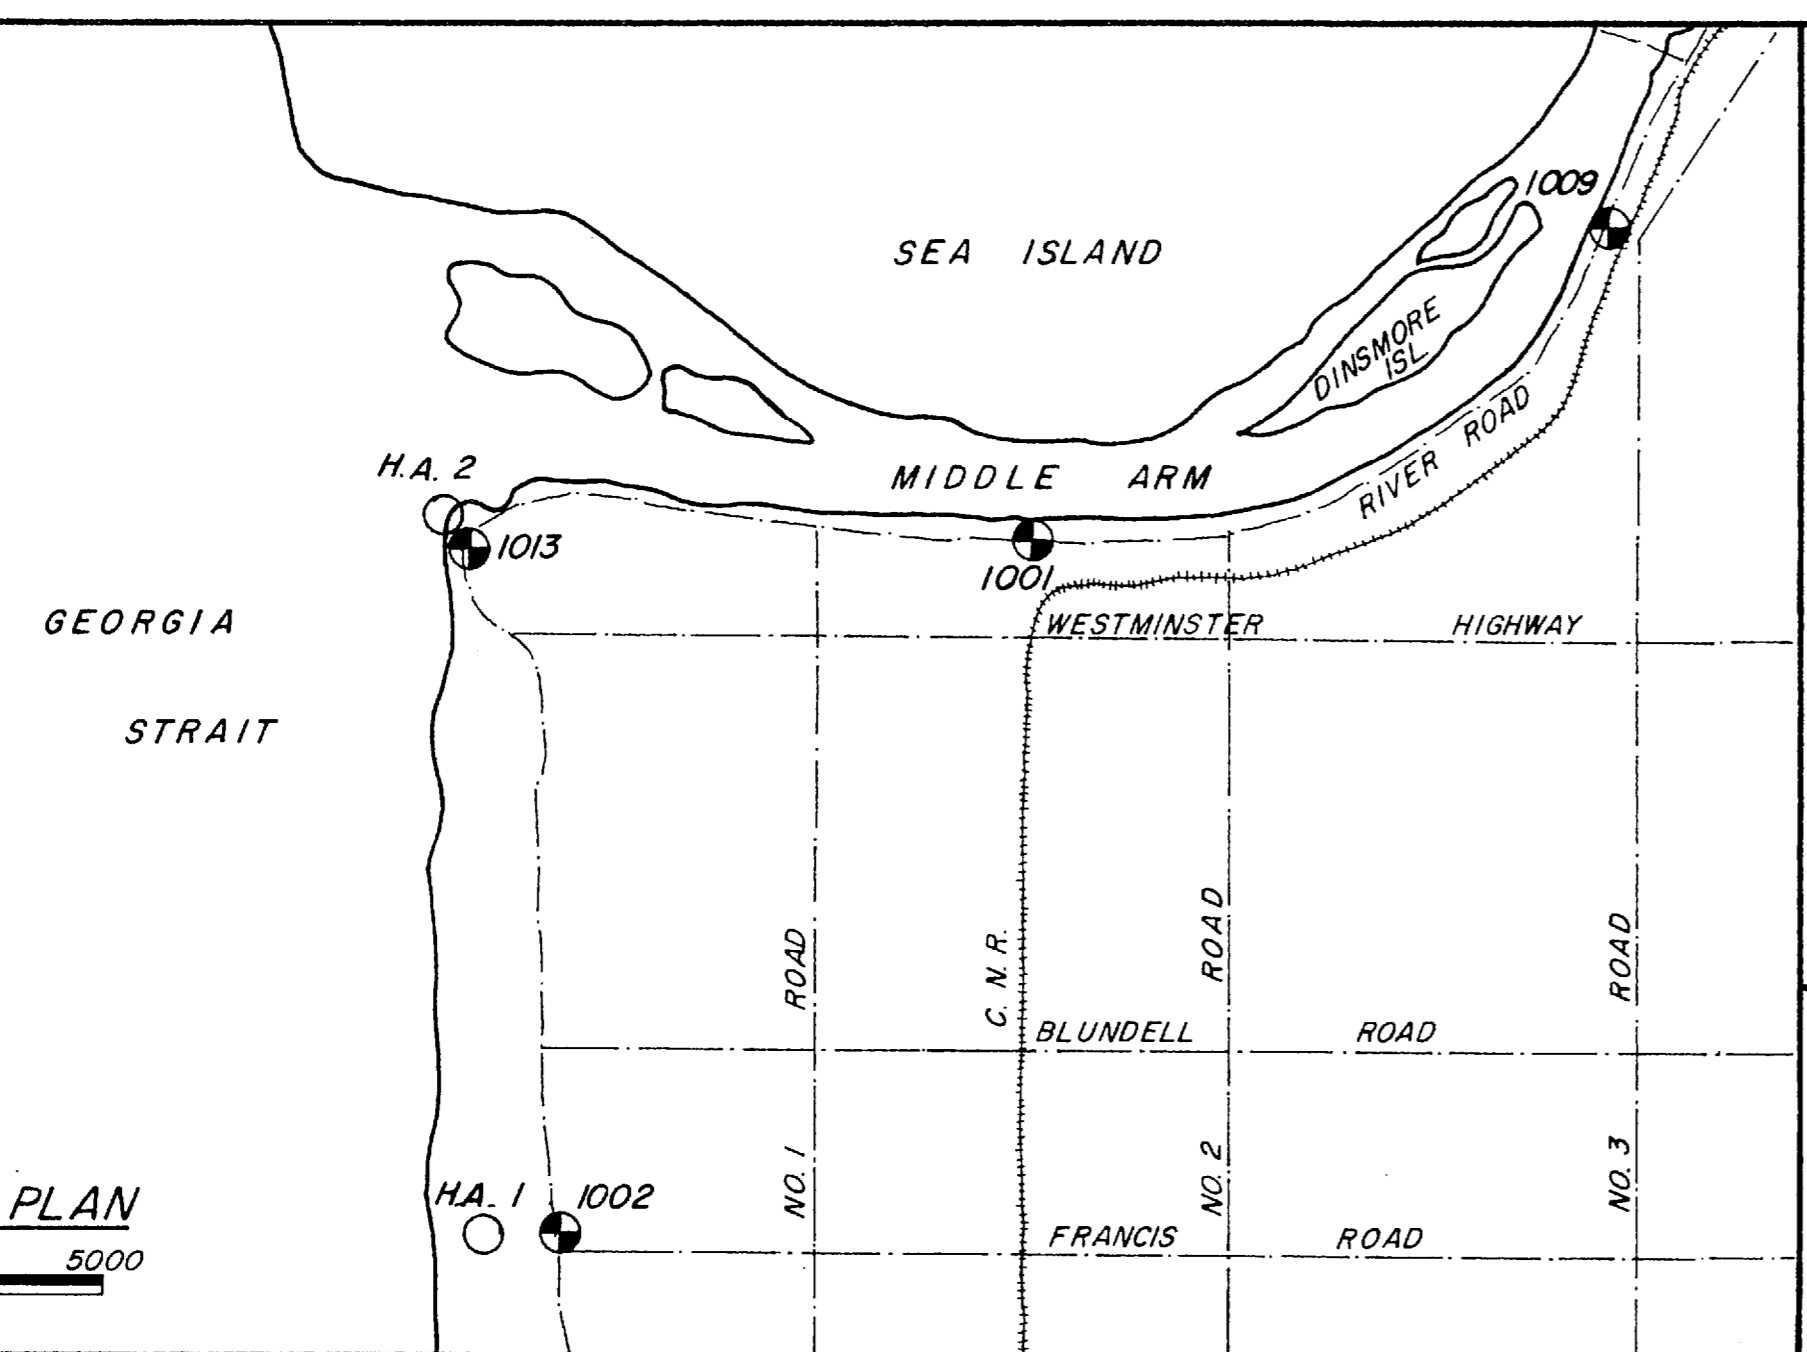 1009
SEA ISLAND
DINSMORE
ISL.
H.A. 2
MIDDLE ARM
RIVER ROAD
1013
1001
GEORGIA
WESTMINSTER HIGHWAY
STRAIT
NO. 1 ROAD
C. N. R.
NO. 2 ROAD
NO. 3 ROAD
BLUNDELL ROAD
PLAN
H.A. 1
1002
FRANCIS ROAD
5000